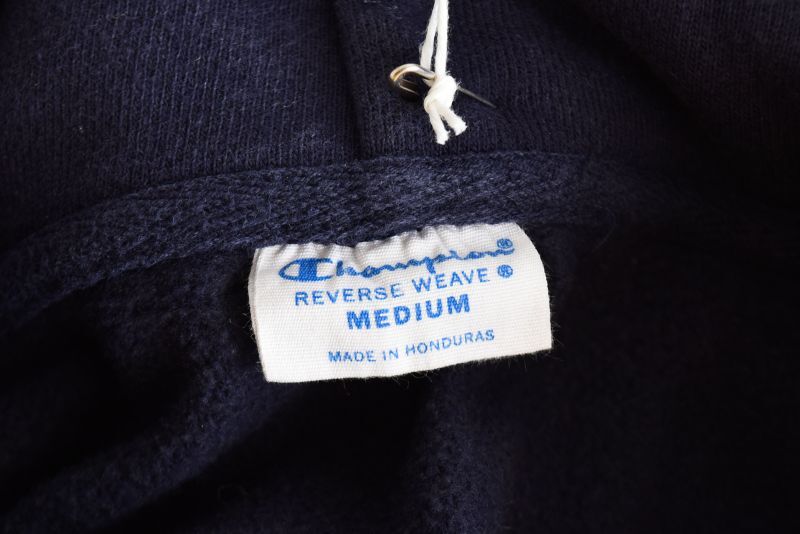 Champion®
REVERSE WEAVE®
MEDIUM
MADE IN HONDURAS